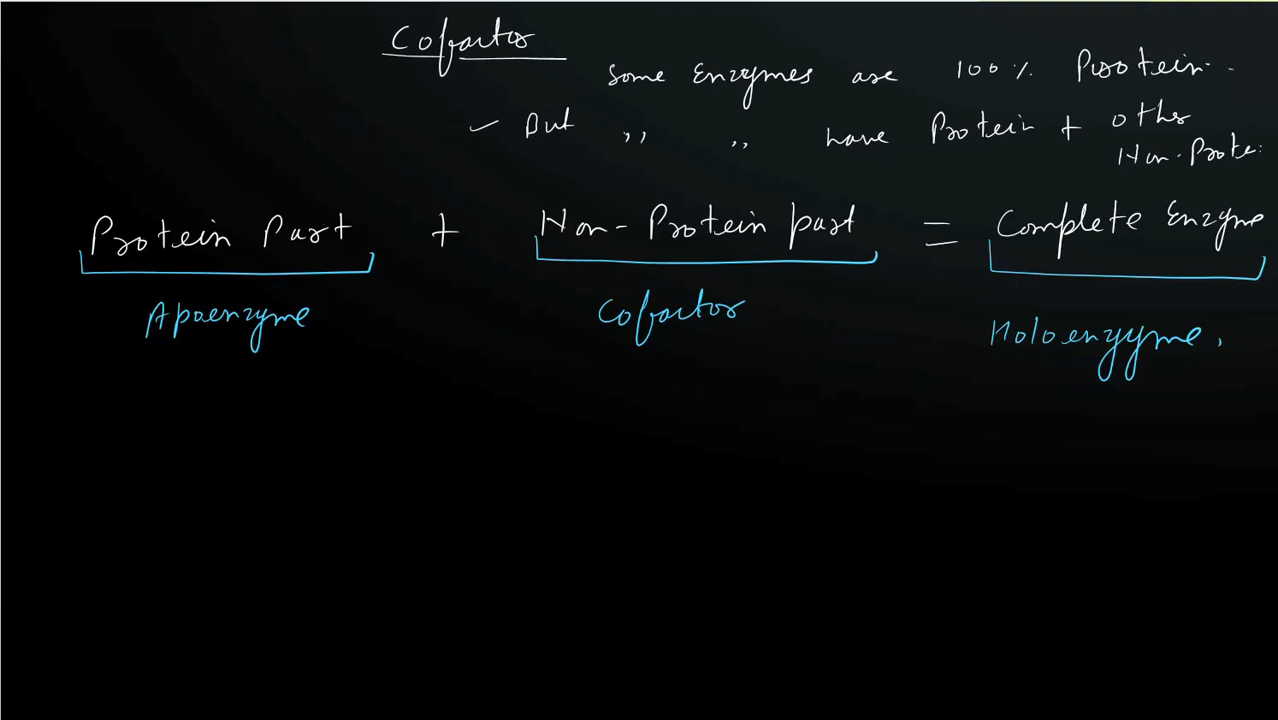 Cofactor
Some Enzymes are 100% Protein..
✓ But ,, ,, have Protein + other
Non-Protei
Protein Part + Non-Protein part = Complete Enzyme
Apoenzyme Cofactor Holoenzyme.